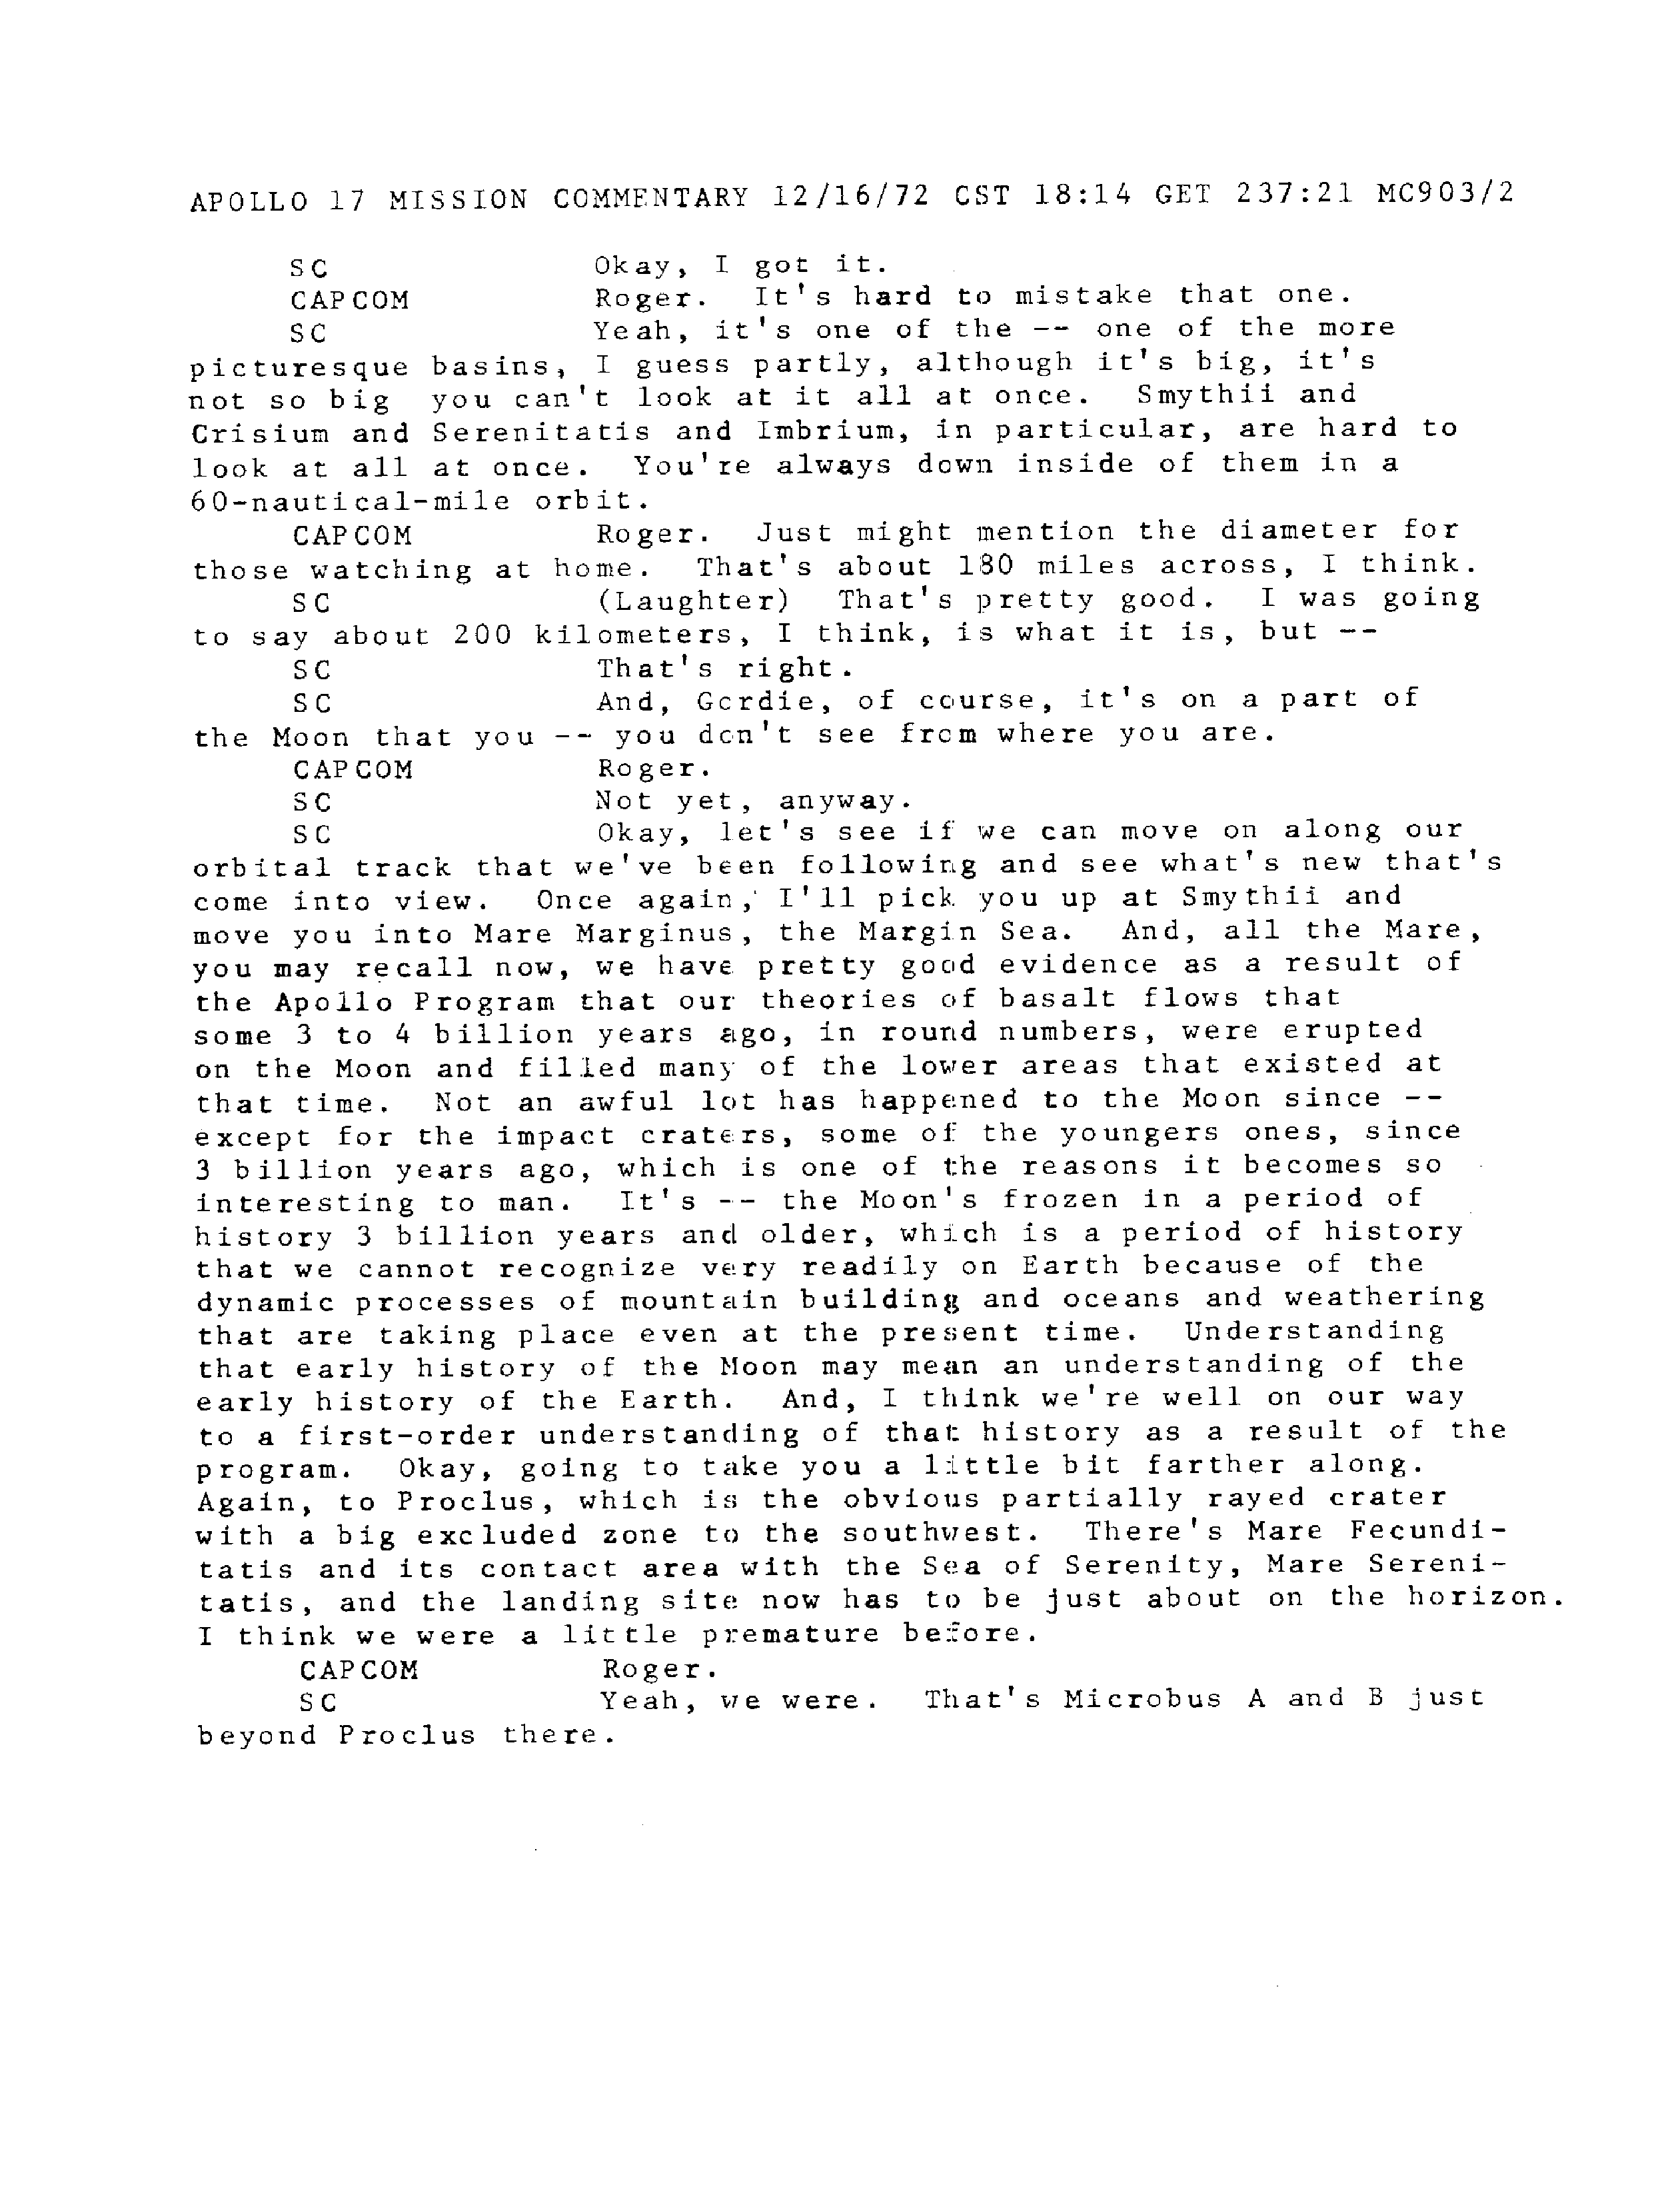 APOLLO 17 MISSION COMMENTARY 12/16/72 CST 18:14 GET 237:21 MC903/2
SC Okay, I got it.
CAPCOM Roger. It's hard to mistake that one.
SC Yeah, it's one of the -- one of the more
picturesque basins, I guess partly, although it's big, it's
not so big you can't look at it all at once. Smythii and
Crisium and Serenitatis and Imbrium, in particular, are hard to
look at all at once. You're always down inside of them in a
60-nautical-mile orbit.
CAPCOM Roger. Just might mention the diameter for
those watching at home. That's about 180 miles across, I think.
SC (Laughter) That's pretty good. I was going
to say about 200 kilometers, I think, is what it is, but --
SC That's right.
SC And, Gordie, of course, it's on a part of
the Moon that you -- you don't see from where you are.
CAPCOM Roger.
SC Not yet, anyway.
SC Okay, let's see if we can move on along our
orbital track that we've been following and see what's new that's
come into view. Once again, I'll pick you up at Smythii and
move you into Mare Marginus, the Margin Sea. And, all the Mare,
you may recall now, we have pretty good evidence as a result of
the Apollo Program that our theories of basalt flows that
some 3 to 4 billion years ago, in round numbers, were erupted
on the Moon and filled many of the lower areas that existed at
that time. Not an awful lot has happened to the Moon since --
except for the impact craters, some of the youngers ones, since
3 billion years ago, which is one of the reasons it becomes so
interesting to man. It's -- the Moon's frozen in a period of
history 3 billion years and older, which is a period of history
that we cannot recognize very readily on Earth because of the
dynamic processes of mountain building and oceans and weathering
that are taking place even at the present time. Understanding
that early history of the Moon may mean an understanding of the
early history of the Earth. And, I think we're well on our way
to a first-order understanding of that history as a result of the
program. Okay, going to take you a little bit farther along.
Again, to Proclus, which is the obvious partially rayed crater
with a big excluded zone to the southwest. There's Mare Fecundi-
tatis and its contact area with the Sea of Serenity, Mare Sereni-
tatis, and the landing site now has to be just about on the horizon.
I think we were a little premature before.
CAPCOM Roger.
SC Yeah, we were. That's Microbus A and B just
beyond Proclus there.